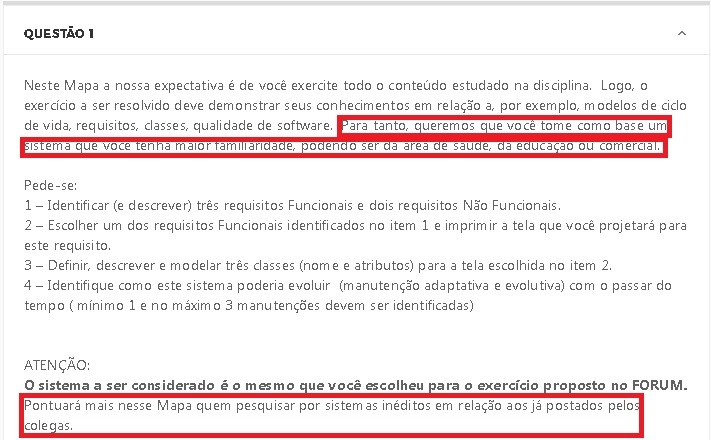 QUESTÃO 1
Neste Mapa a nossa expectativa é de você exercite todo o conteúdo estudado na disciplina. Logo, o
exercício a ser resolvido deve demonstrar seus conhecimentos em relação a, por exemplo, modelos de ciclo
de vida, requisitos, classes, qualidade de software. Para tanto, queremos que você tome como base um
sistema que você tenha maior familiaridade, podendo ser da área de saúde, da educação ou comercial.
Pede-se:
1 – Identificar (e descrever) três requisitos Funcionais e dois requisitos Não Funcionais.
2 – Escolher um dos requisitos Funcionais identificados no item 1 e imprimir a tela que você projetará para
este requisito.
3 – Definir, descrever e modelar três classes (nome e atributos) para a tela escolhida no item 2.
4 – Identifique como este sistema poderia evoluir (manutenção adaptativa e evolutiva) com o passar do
tempo ( mínimo 1 e no máximo 3 manutenções devem ser identificadas)
ATENÇÃO:
O sistema a ser considerado é o mesmo que você escolheu para o exercício proposto no FORUM.
Pontuará mais nesse Mapa quem pesquisar por sistemas inéditos em relação aos já postados pelos
colegas.